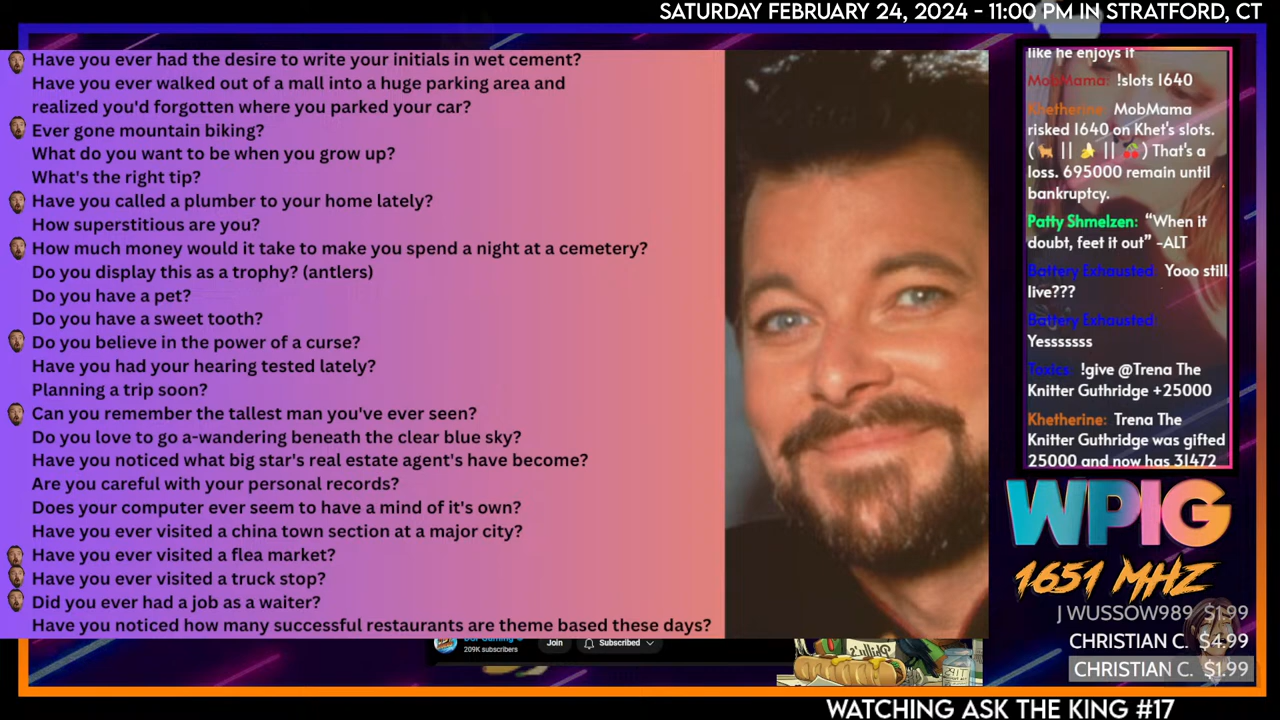 SATURDAY FEBRUARY 24, 2024 - 11:00 PM IN STRATFORD, CT
Have you ever had the desire to write your initials in wet cement?
Have you ever walked out of a mall into a huge parking area and
realized you'd forgotten where you parked your car?
Ever gone mountain biking?
What do you want to be when you grow up?
What's the right tip?
Have you called a plumber to your home lately?
How superstitious are you?
How much money would it take to make you spend a night at a cemetery?
Do you display this as a trophy? (antlers)
Do you have a pet?
Do you have a sweet tooth?
Do you believe in the power of a curse?
Have you had your hearing tested lately?
Planning a trip soon?
Can you remember the tallest man you've ever seen?
Do you love to go a-wandering beneath the clear blue sky?
Have you noticed what big star's real estate agent's have become?
Are you careful with your personal records?
Does your computer ever seem to have a mind of it's own?
Have you ever visited a china town section at a major city?
Have you ever visited a flea market?
Have you ever visited a truck stop?
Did you ever had a job as a waiter?
Have you noticed how many successful restaurants are theme based these days?
209K subscribers
Join
Subscribed
like he enjoys it
MobMama: !slots 1640
Khetherine: MobMama
risked 1640 on Khet's slots.
( || || ) That's a
loss. 695000 remain until
bankruptcy.
Patty Shmelzen: “When it
doubt, feet it out” -ALT
Battery Exhausted: Yooo still
live???
Battery Exhausted:
Yesssssss
Toxics: !give @Trena The
Knitter Guthridge +25000
Khetherine: Trena The
Knitter Guthridge was gifted
25000 and now has 31472
WPIG
1651 MHZ
J WUSSOW989 $1.99
CHRISTIAN C. $4.99
CHRISTIAN C. $1.99
WATCHING ASK THE KING #17